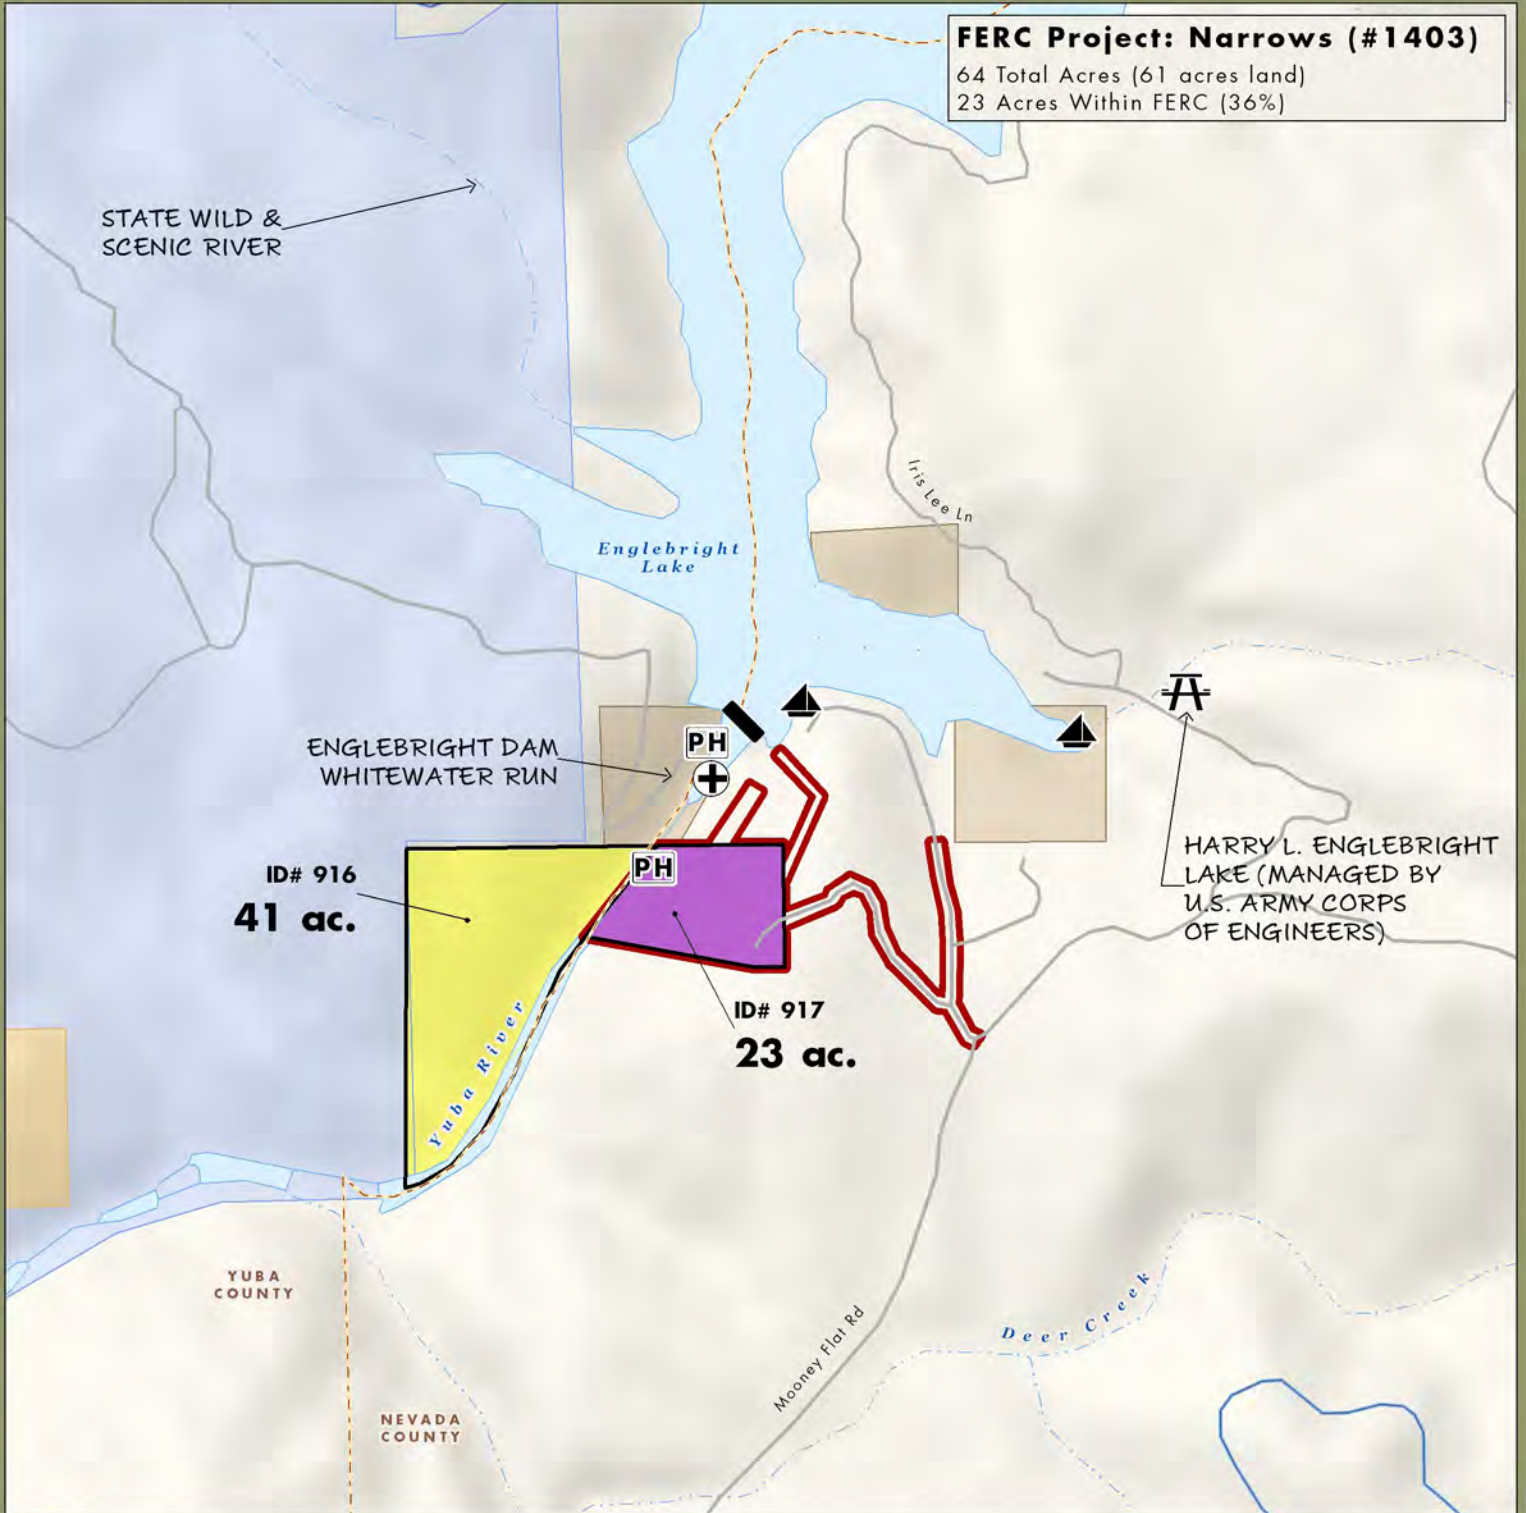 FERC Project: Narrows (#1403)
64 Total Acres (61 acres land)
23 Acres Within FERC (36%)
STATE WILD &
SCENIC RIVER
Iris Lee Ln
Englebright
Lake
ENGLEBRIGHT DAM
WHITEWATER RUN
PH
PH
HARRY L. ENGLEBRIGHT
LAKE (MANAGED BY
U.S. ARMY CORPS
OF ENGINEERS)
ID# 916
41 ac.
ID# 917
23 ac.
Yuba River
YUBA
COUNTY
NEVADA
COUNTY
Mooney Flat Rd
Deer Creek